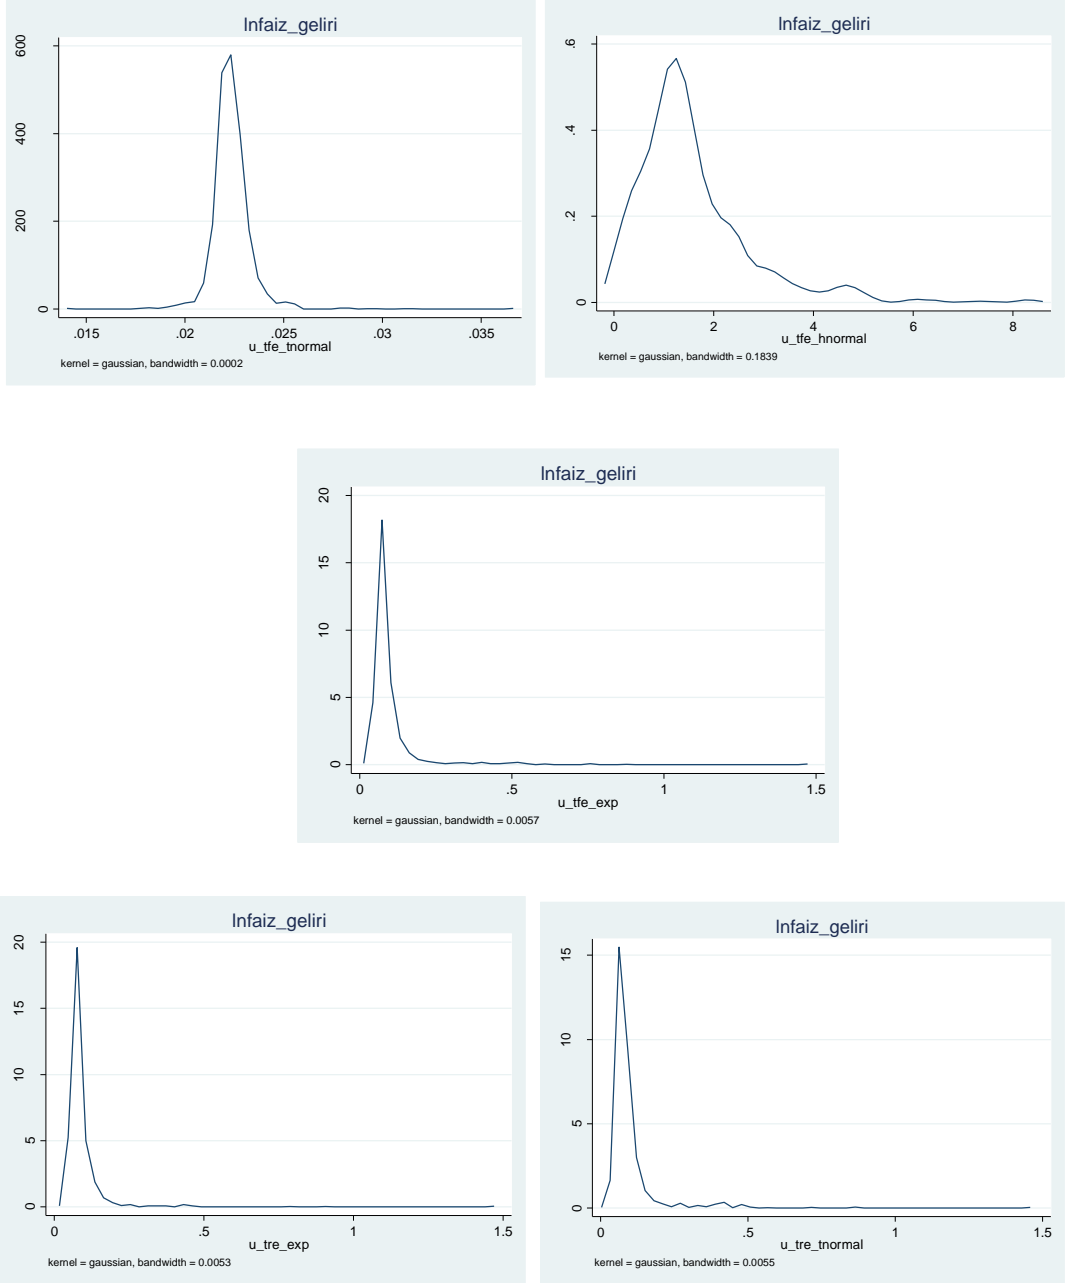 lnfaiz_geliri
600
400
200
0
.015 .02 .025 .03 .035
u_tfe_tnormal
kernel = gaussian, bandwidth = 0.0002
lnfaiz_geliri
.6
.4
.2
0
0 2 4 6 8
u_tfe_hnormal
kernel = gaussian, bandwidth = 0.1839
lnfaiz_geliri
20
15
10
5
0
0 .5 1 1.5
u_tfe_exp
kernel = gaussian, bandwidth = 0.0057
lnfaiz_geliri
20
15
10
5
0
0 .5 1 1.5
u_tre_exp
kernel = gaussian, bandwidth = 0.0053
lnfaiz_geliri
15
10
5
0
0 .5 1 1.5
u_tre_tnormal
kernel = gaussian, bandwidth = 0.0055